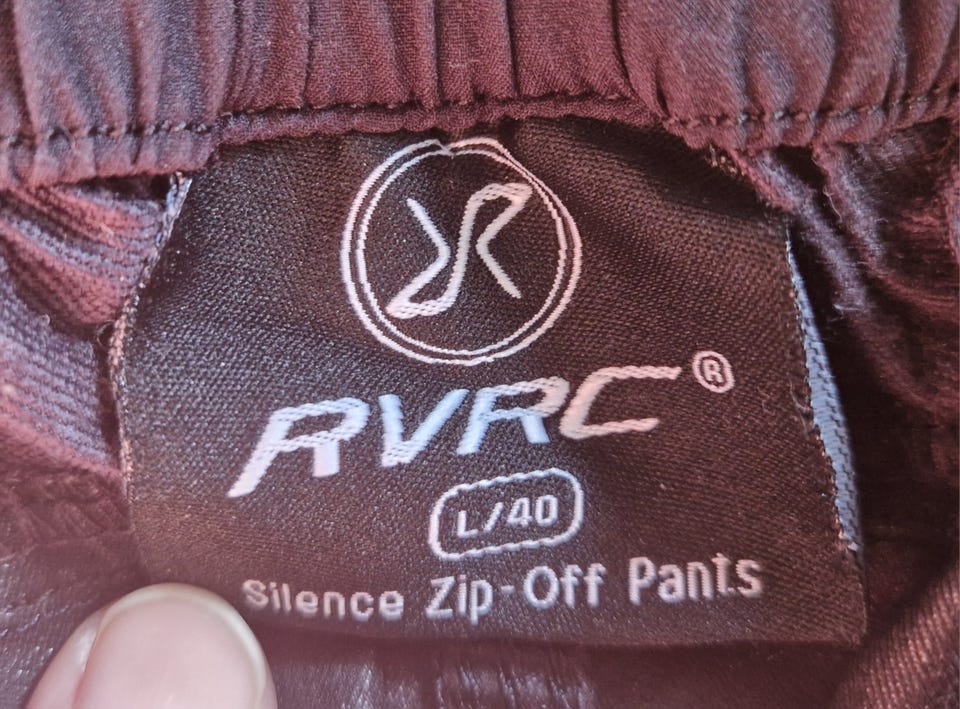 RVRC®
L/40
Silence Zip-Off Pants